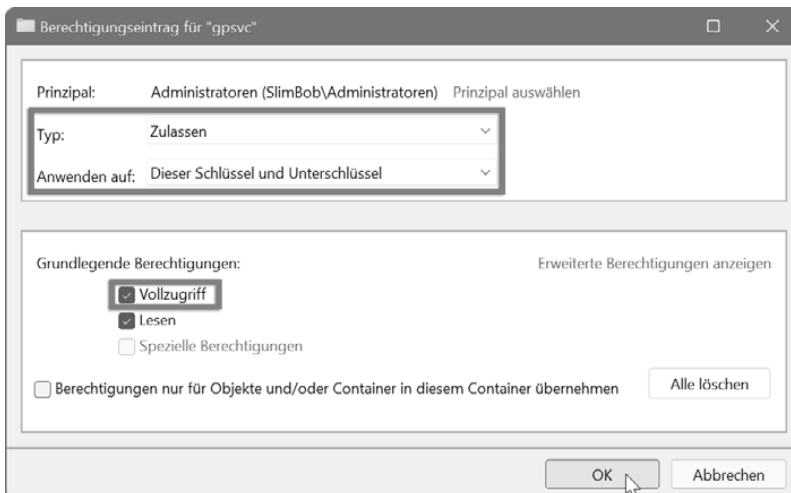 Berechtigungseintrag für "gpsvc"
Prinzipal: Administratoren (SlimBob\Administratoren) Prinzipal auswählen
Typ: Zulassen
Anwenden auf: Dieser Schlüssel und Unterschlüssel
Grundlegende Berechtigungen: Erweiterte Berechtigungen anzeigen
Vollzugriff
Lesen
Spezielle Berechtigungen
Berechtigungen nur für Objekte und/oder Container in diesem Container übernehmen Alle löschen
OK Abbrechen